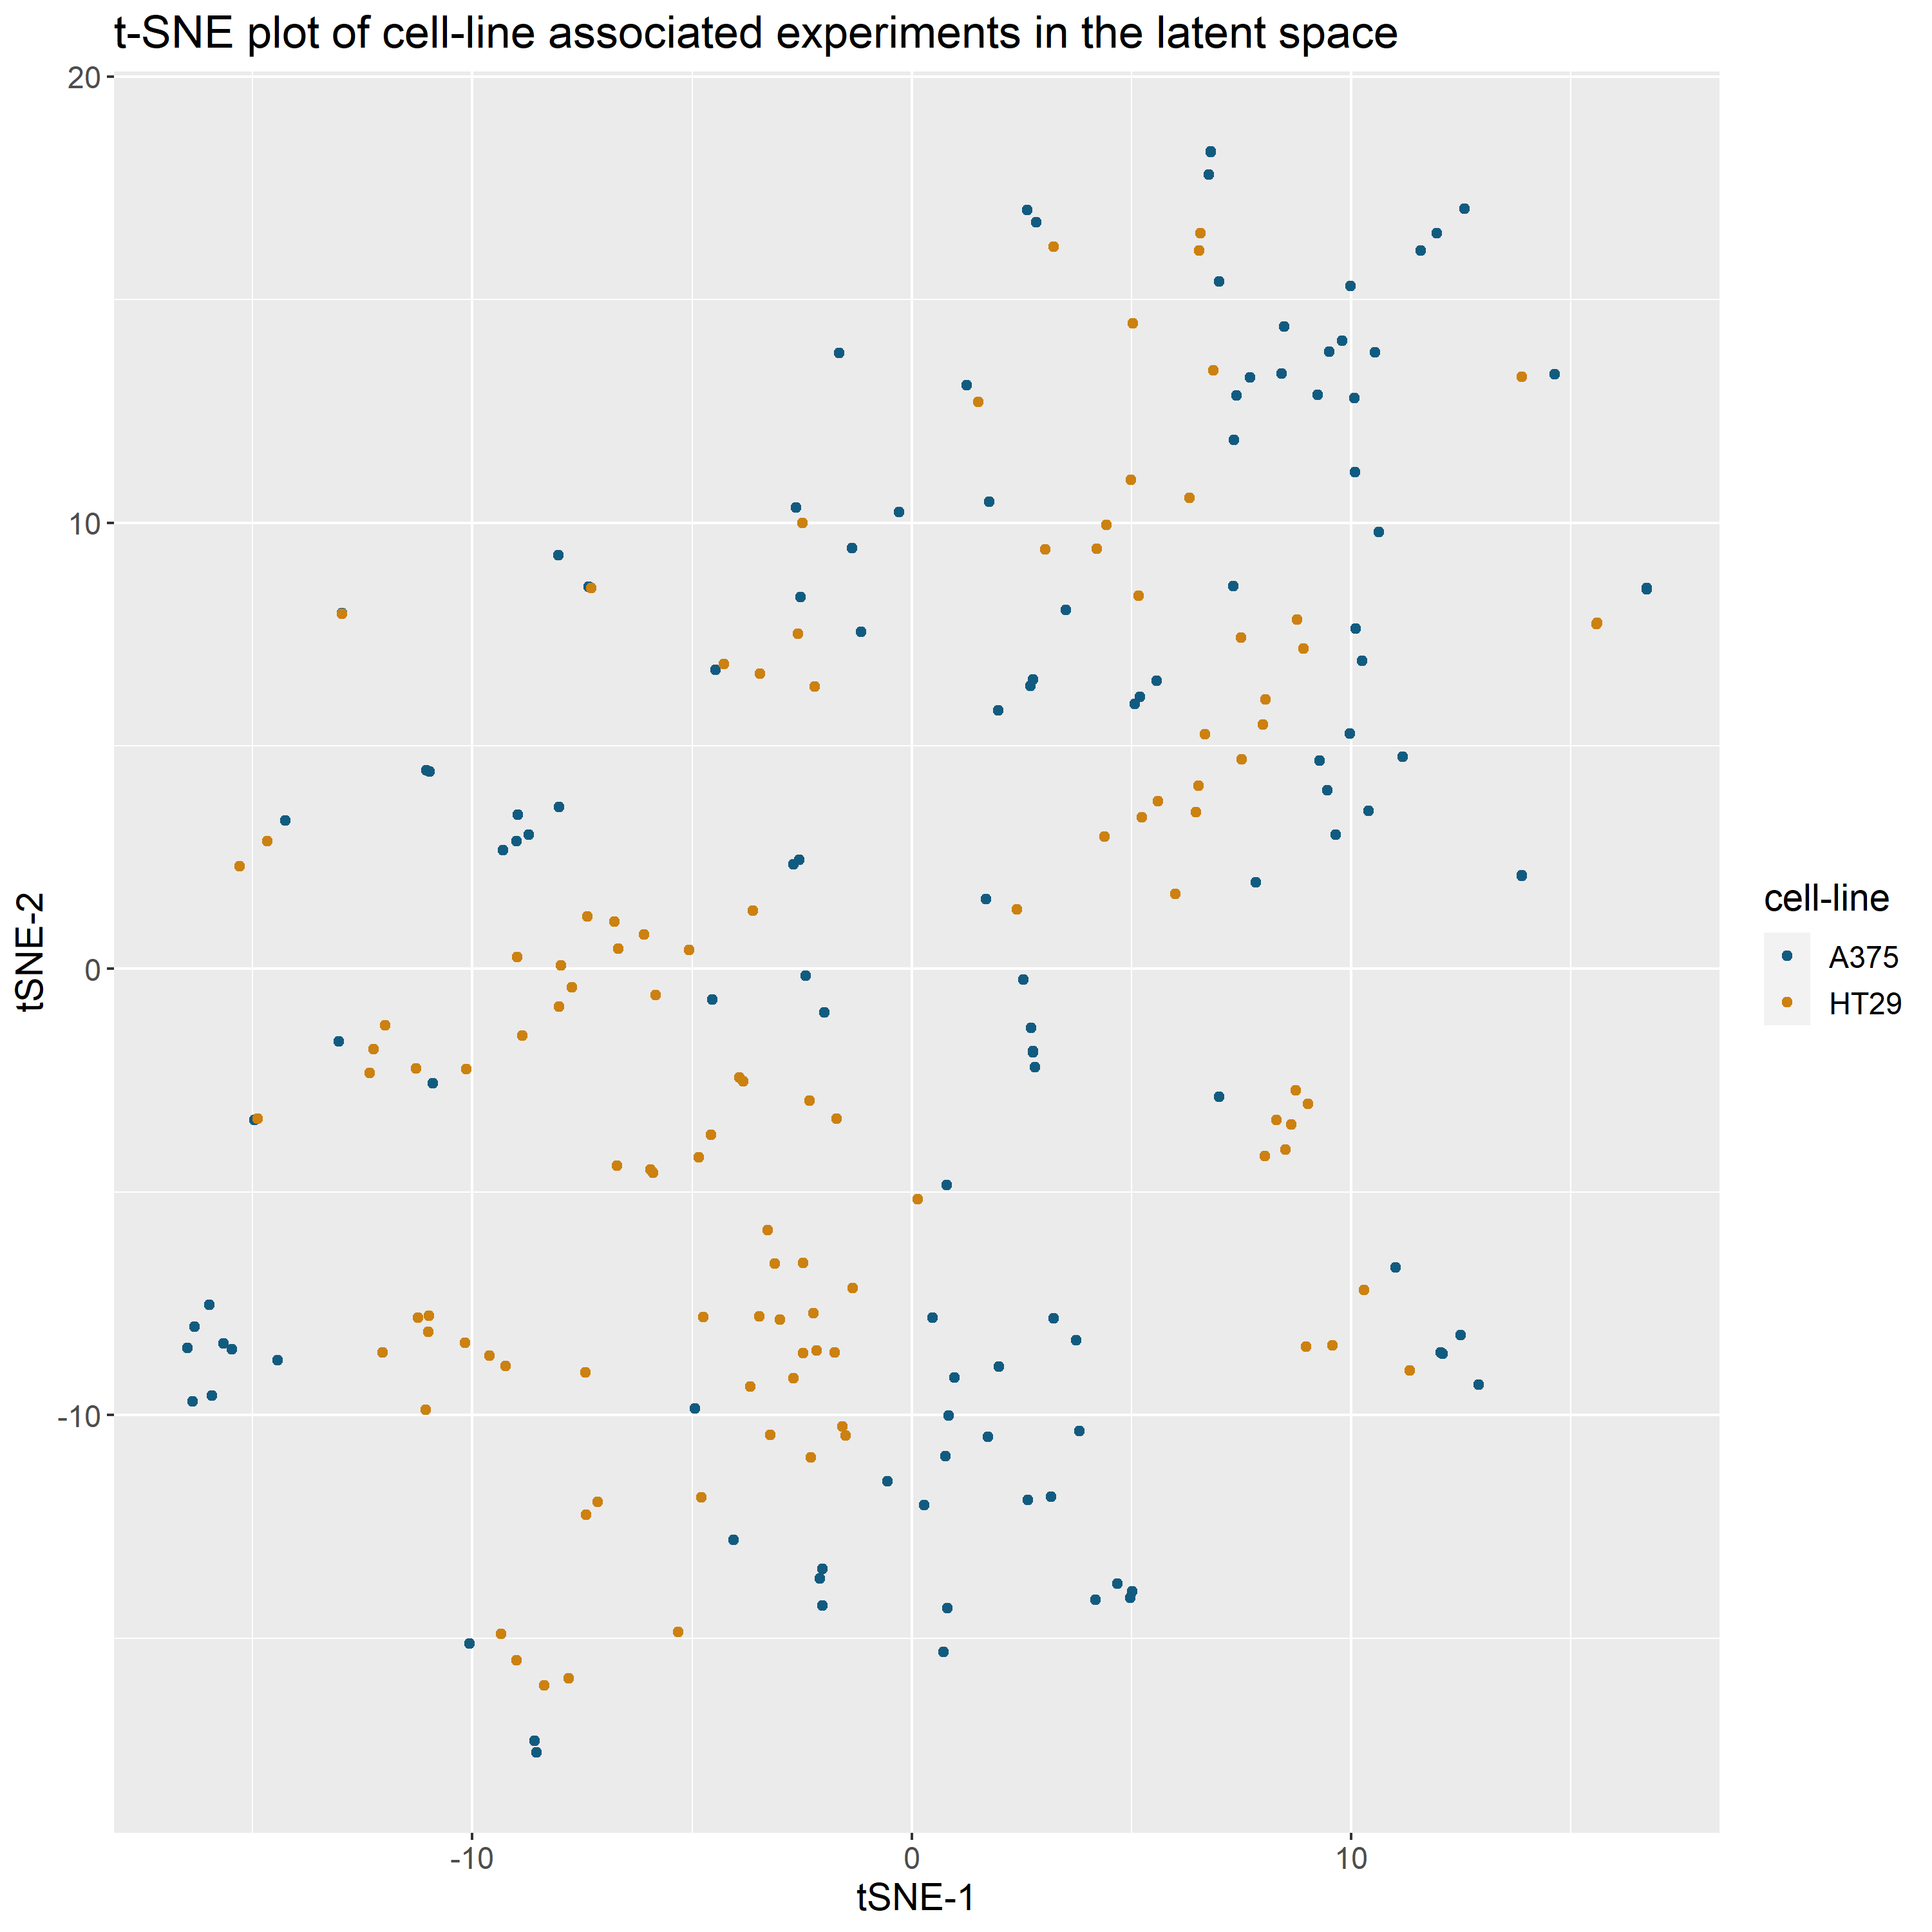 t-SNE plot of cell-line associated experiments in the latent space
20
10
0
-10
tSNE-2
-10
0
10
tSNE-1
cell-line
A375
HT29